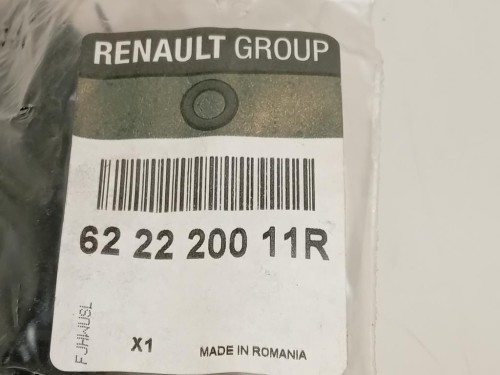 RENAULT GROUP
62 22 200 11R
FJHWUSL
X1
MADE IN ROMANIA